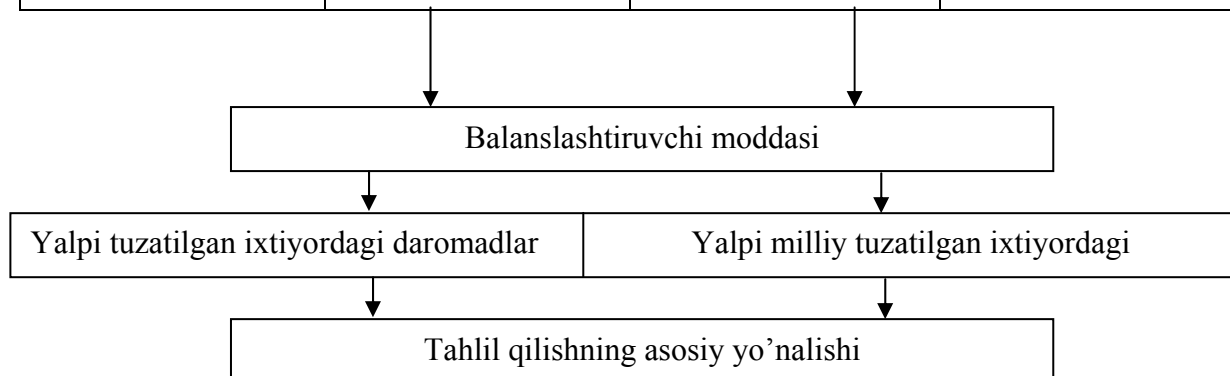 Balanslashtiruvchi moddasi
Yalpi tuzatilgan ixtiyordagi daromadlar
Yalpi milliy tuzatilgan ixtiyordagi
Tahlil qilishning asosiy yo’nalishi